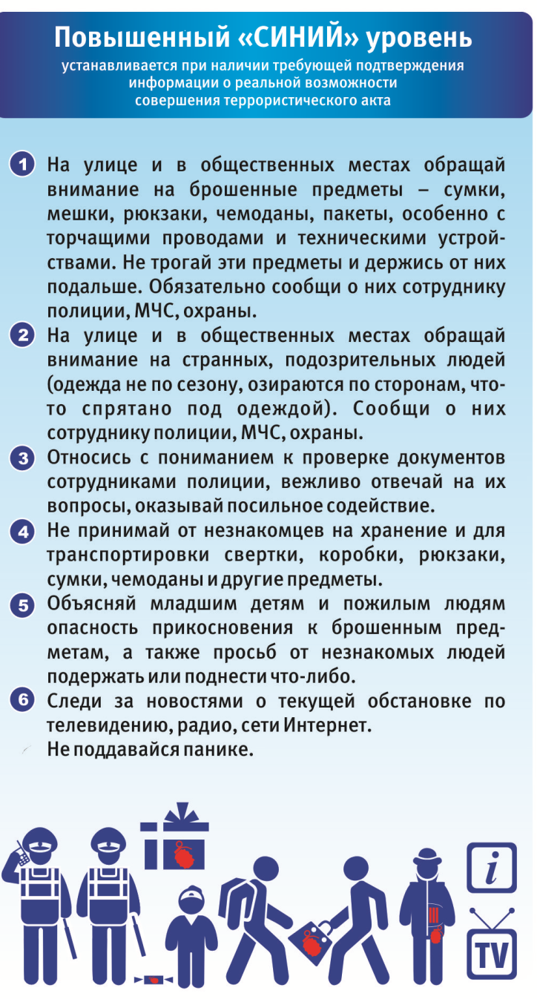 Повышенный «СИНИЙ» уровень
устанавливается при наличии требующей подтверждения
информации о реальной возможности
совершения террористического акта
1 На улице и в общественных местах обращай
внимание на брошенные предметы – сумки,
мешки, рюкзаки, чемоданы, пакеты, особенно с
торчащими проводами и техническими устрой-
ствами. Не трогай эти предметы и держись от них
подальше. Обязательно сообщи о них сотруднику
полиции, МЧС, охраны.
2 На улице и в общественных местах обращай
внимание на странных, подозрительных людей
(одежда не по сезону, озираются по сторонам, что-
то спрятано под одеждой). Сообщи о них
сотруднику полиции, МЧС, охраны.
3 Относись с пониманием к проверке документов
сотрудниками полиции, вежливо отвечай на их
вопросы, оказывай посильное содействие.
4 Не принимай от незнакомцев на хранение и для
транспортировки свертки, коробки, рюкзаки,
сумки, чемоданы и другие предметы.
5 Объясняй младшим детям и пожилым людям
опасность прикосновения к брошенным пред-
метам, а также просьб от незнакомых людей
подержать или поднести что-либо.
6 Следи за новостями о текущей обстановке по
телевидению, радио, сети Интернет.
Не поддавайся панике.
i
TV